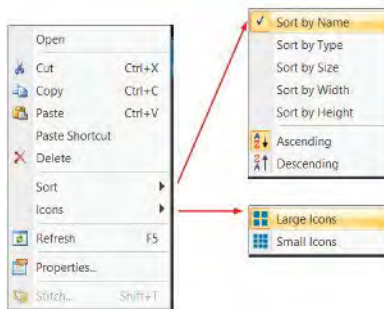 Open
Cut Ctrl+X
Copy Ctrl+C
Paste Ctrl+V
Paste Shortcut
Delete
Sort
Icons
Refresh F5
Properties...
Stitch... Shift+T
Sort by Name
Sort by Type
Sort by Size
Sort by Width
Sort by Height
Ascending
Descending
Large Icons
Small Icons